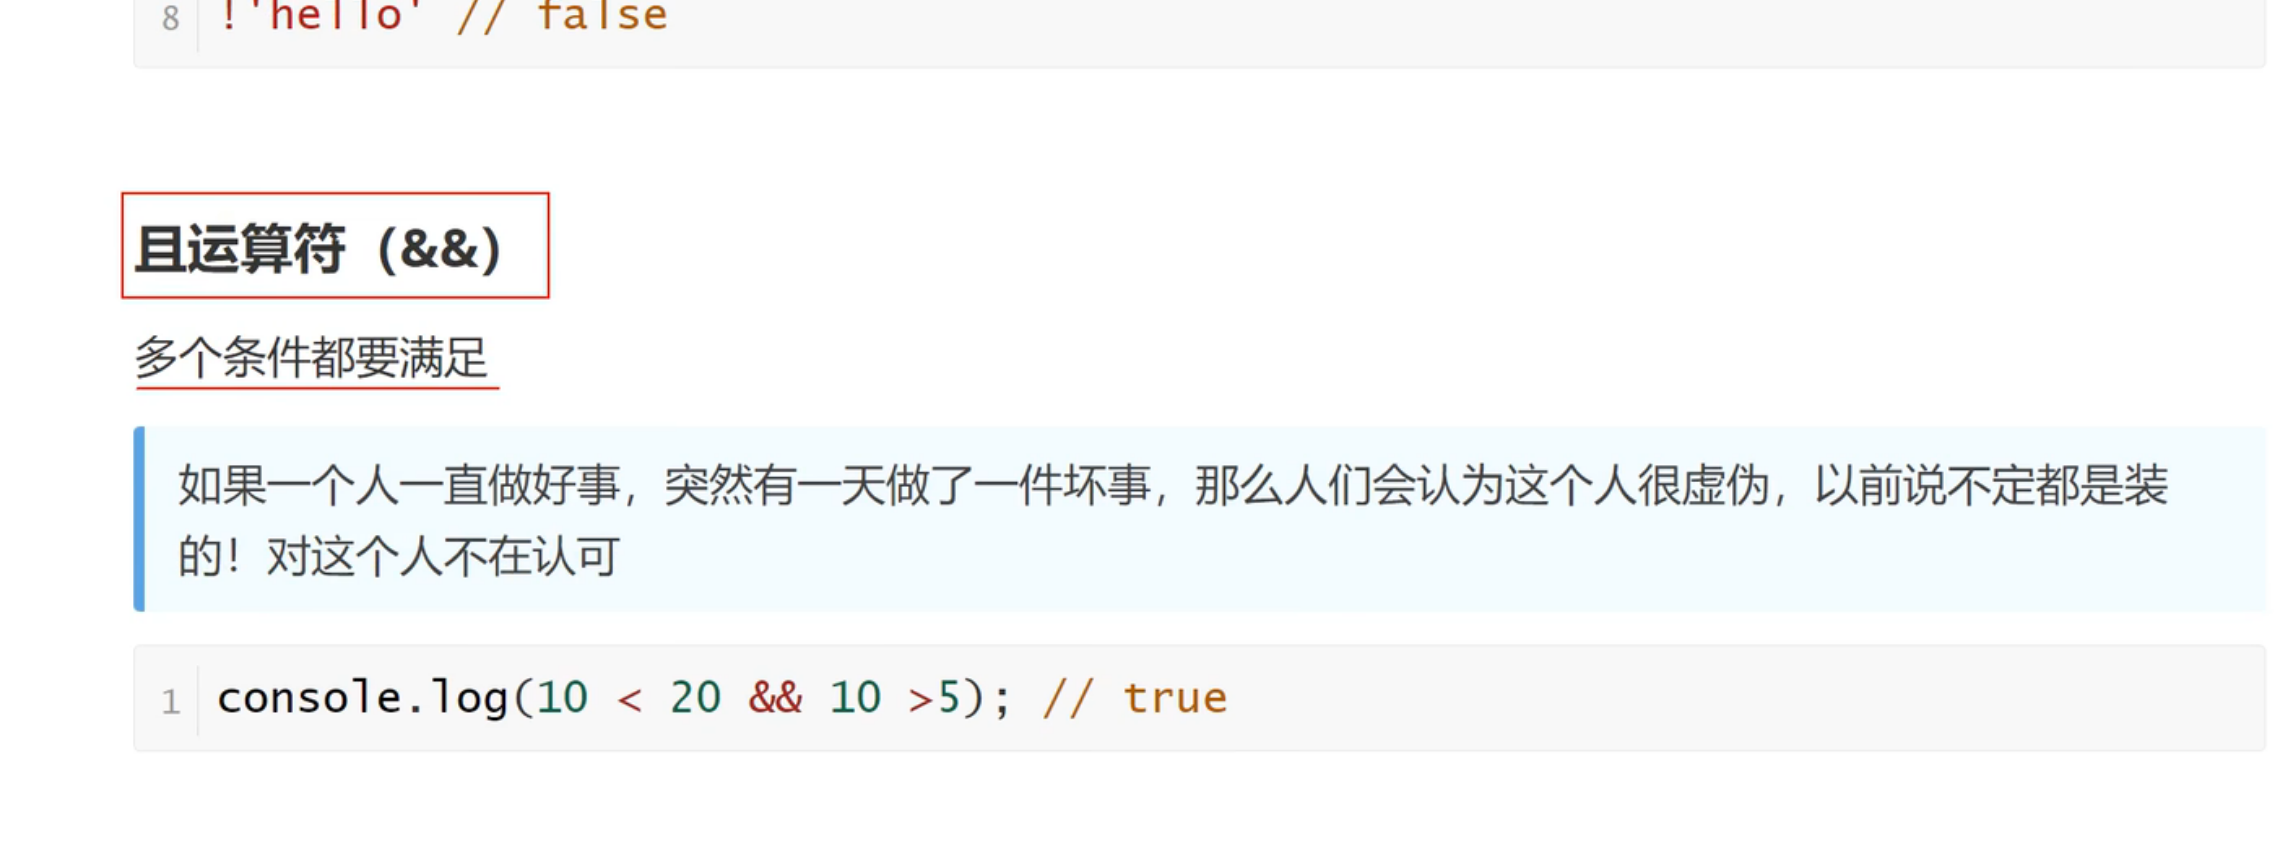 8 !'hello' // false
且运算符（&&）
多个条件都要满足
如果一个人一直做好事，突然有一天做了一件坏事，那么人们会认为这个人很虚伪，以前说不定都是装
的！对这个人不在认可
1 console.log(10 < 20 && 10 >5); // true